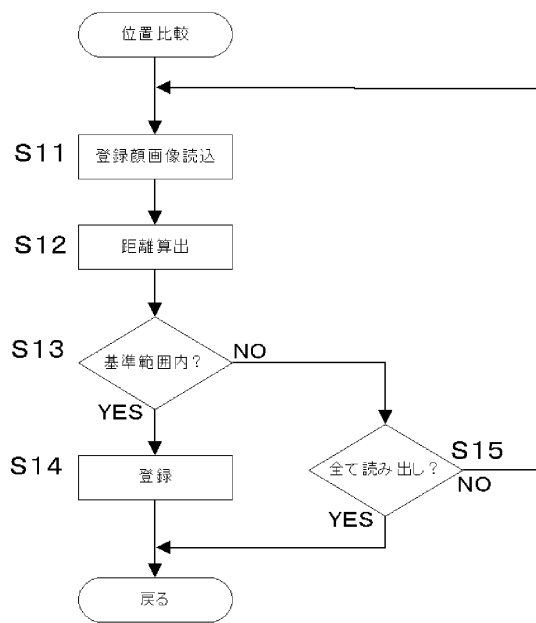 位置比較
S11
登録顔画像読込
S12
距離算出
S13
基準範囲内?
NO
YES
S14
登録
S15
全て読み出し?
NO
YES
戻る